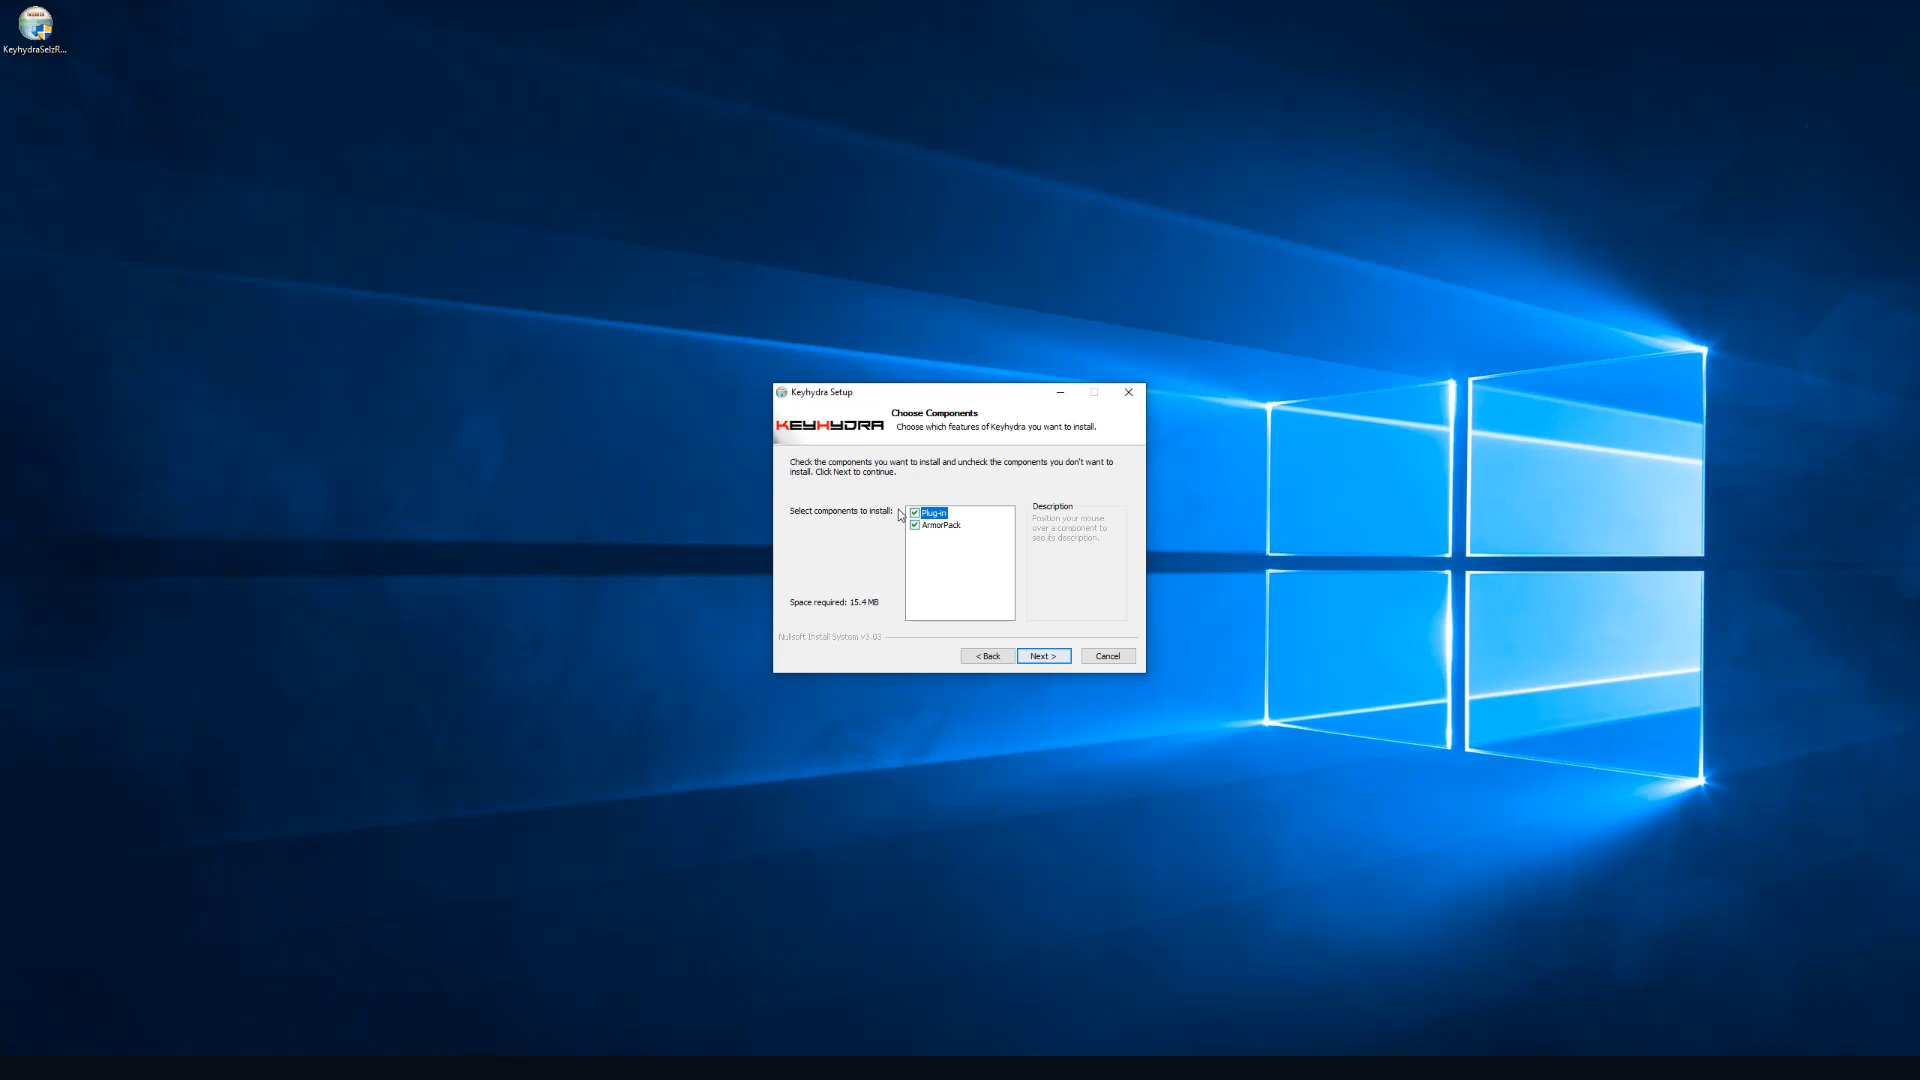 KeyhydraSelzR...
Keyhydra Setup
KEYHYDRA
Choose Components
Choose which features of Keyhydra you want to install.
Check the components you want to install and uncheck the components you don't want to
install. Click Next to continue.
Select components to install:
Plug-in
ArmorPack
Description
Position your mouse
over a component to
see its description.
Space required: 15.4 MB
Nullsoft Install System v3.03
< Back
Next >
Cancel